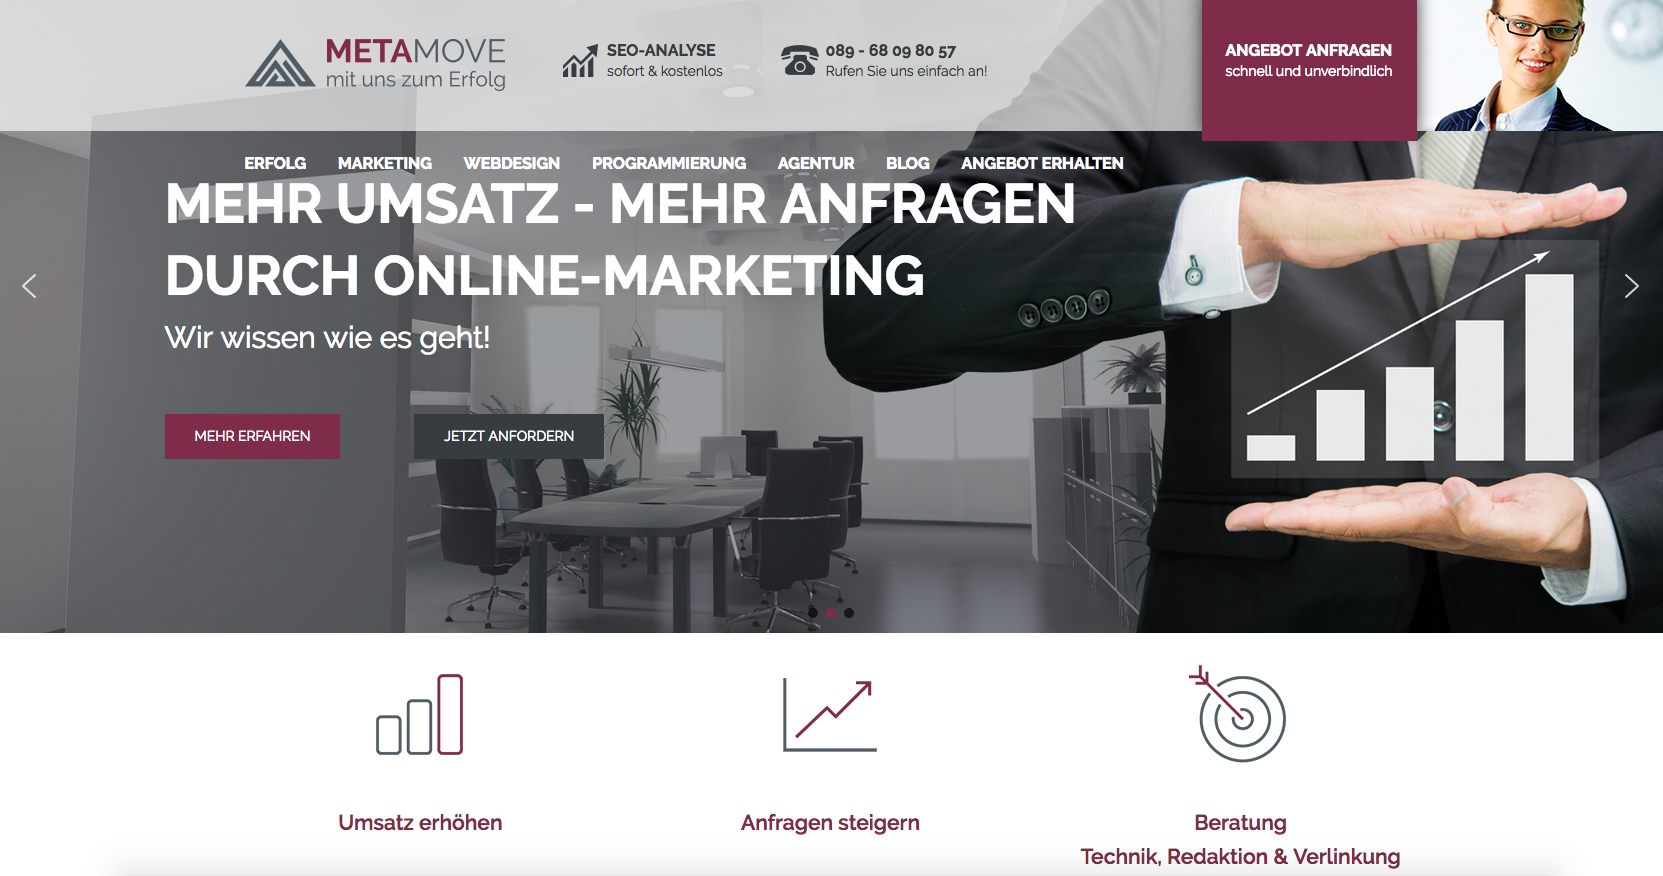 METAMOVE
mit uns zum Erfolg
SEO-ANALYSE
sofort & kostenlos
089 - 68 09 80 57
Rufen Sie uns einfach an!
ANGEBOT ANFRAGEN
schnell und unverbindlich
ERFOLG MARKETING WEBDESIGN PROGRAMMIERUNG AGENTUR BLOG ANGEBOT ERHALTEN
MEHR UMSATZ - MEHR ANFRAGEN
DURCH ONLINE-MARKETING
Wir wissen wie es geht!
MEHR ERFAHREN
JETZT ANFORDERN
Umsatz erhöhen
Anfragen steigern
Beratung
Technik, Redaktion & Verlinkung